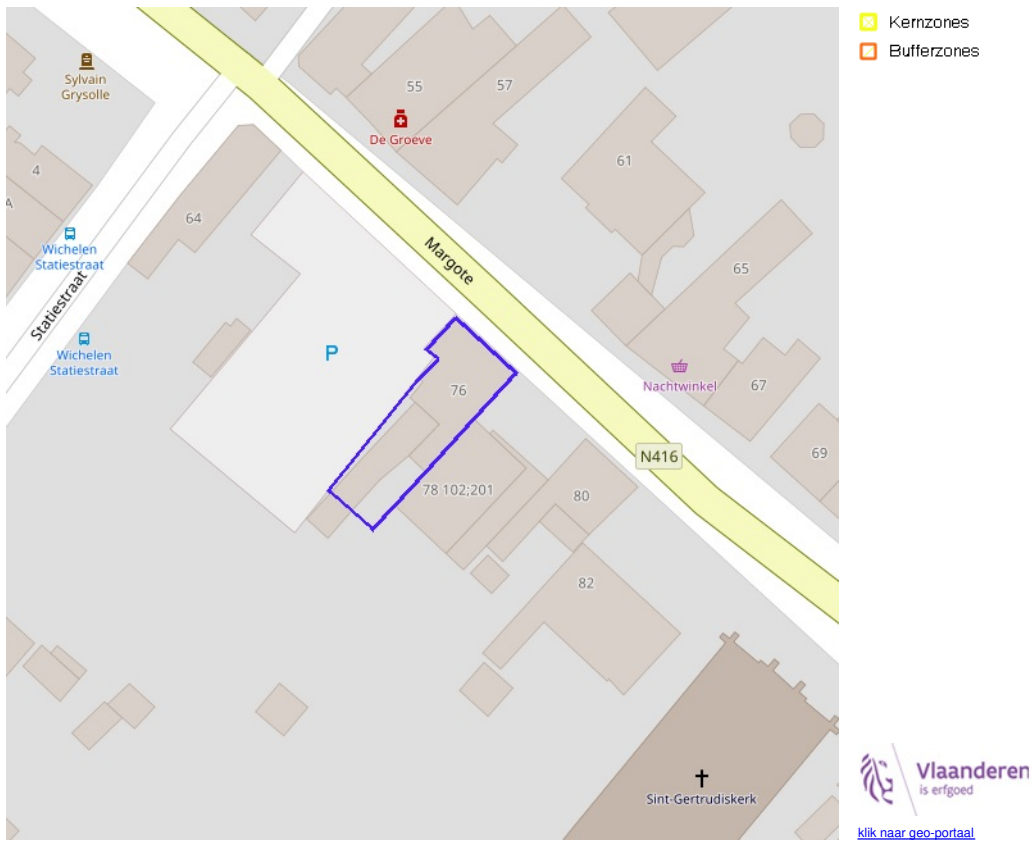 Kernzones
Bufferzones
Sylvain
Grysolle
55
57
De Groeve
4
A
64
61
Wichelen
Statiestraat
Margote
65
Statiestraat
Wichelen
Statiestraat
P
76
Nachtwinkel
67
N416
69
78 102;201
80
82
Sint-Gertrudiskerk
Vlaanderen
is erfgoed
klik naar geo-portaal